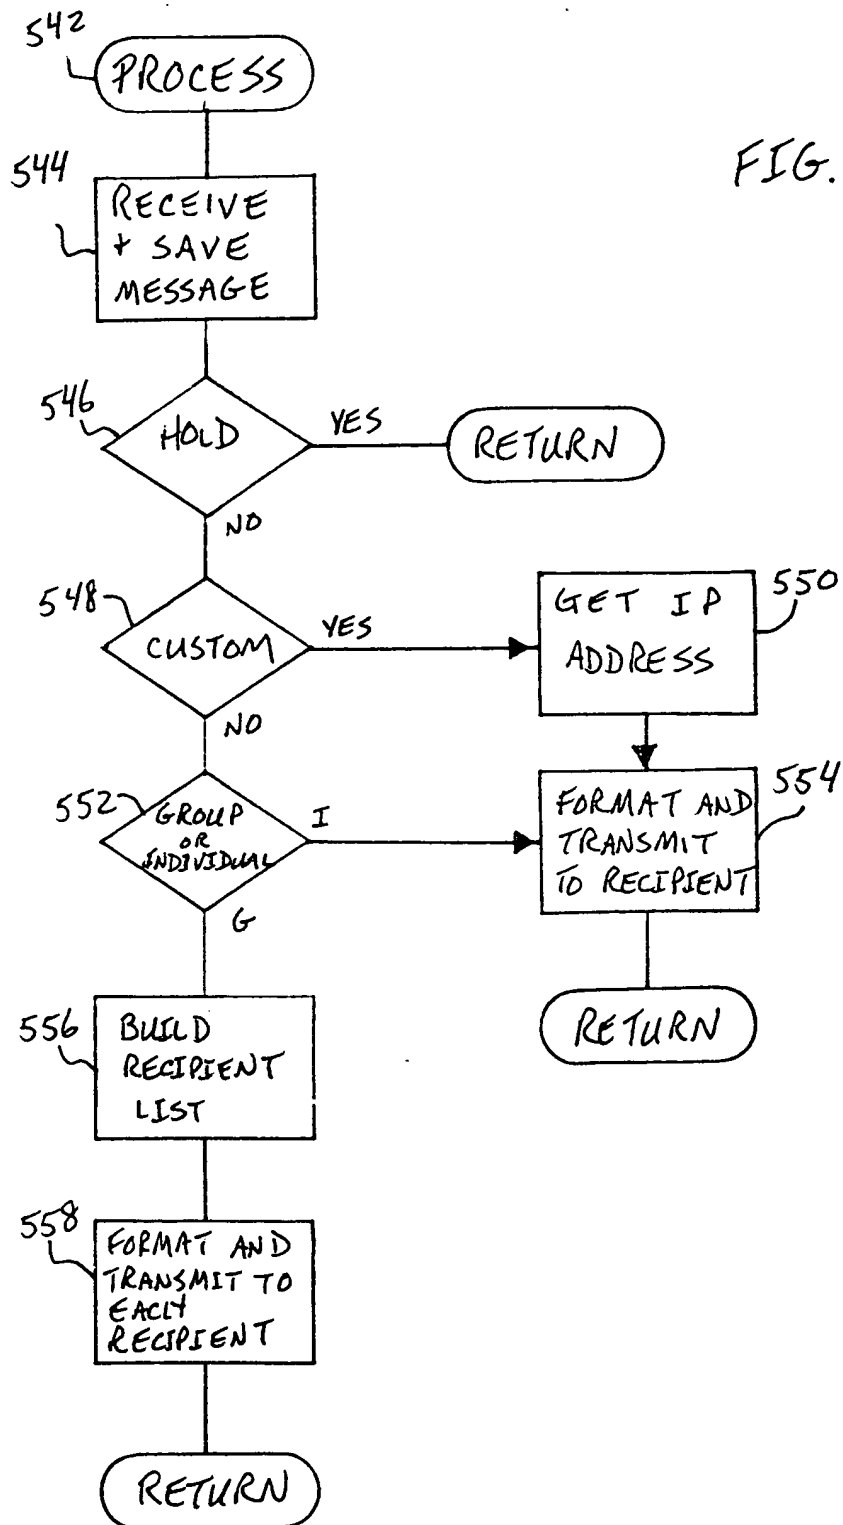 542
PROCESS
544
FIG.
RECEIVE
+ SAVE
MESSAGE
546
HOLD
YES
RETURN
NO
548
CUSTOM
YES
GET IP
ADDRESS
550
NO
552
GROUP
OR
INDIVIDUAL
I
FORMAT AND
TRANSMIT
TO RECIPIENT
554
G
RETURN
556
BUILD
RECIPIENT
LIST
558
FORMAT AND
TRANSMIT TO
EACH
RECIPIENT
RETURN